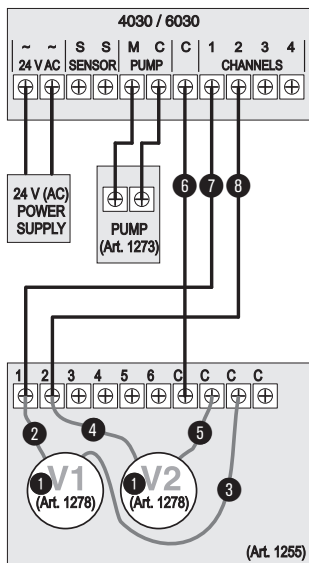 4030 / 6030
~ ~ S S M C C 1 2 3 4
24 V AC SENSOR PUMP CHANNELS
6 7 8
24 V (AC)
POWER
SUPPLY
PUMP
(Art. 1273)
1 2 3 4 5 6 C C C C
2 4 5
1 V1 1 V2 3
(Art. 1278) (Art. 1278)
(Art. 1255)